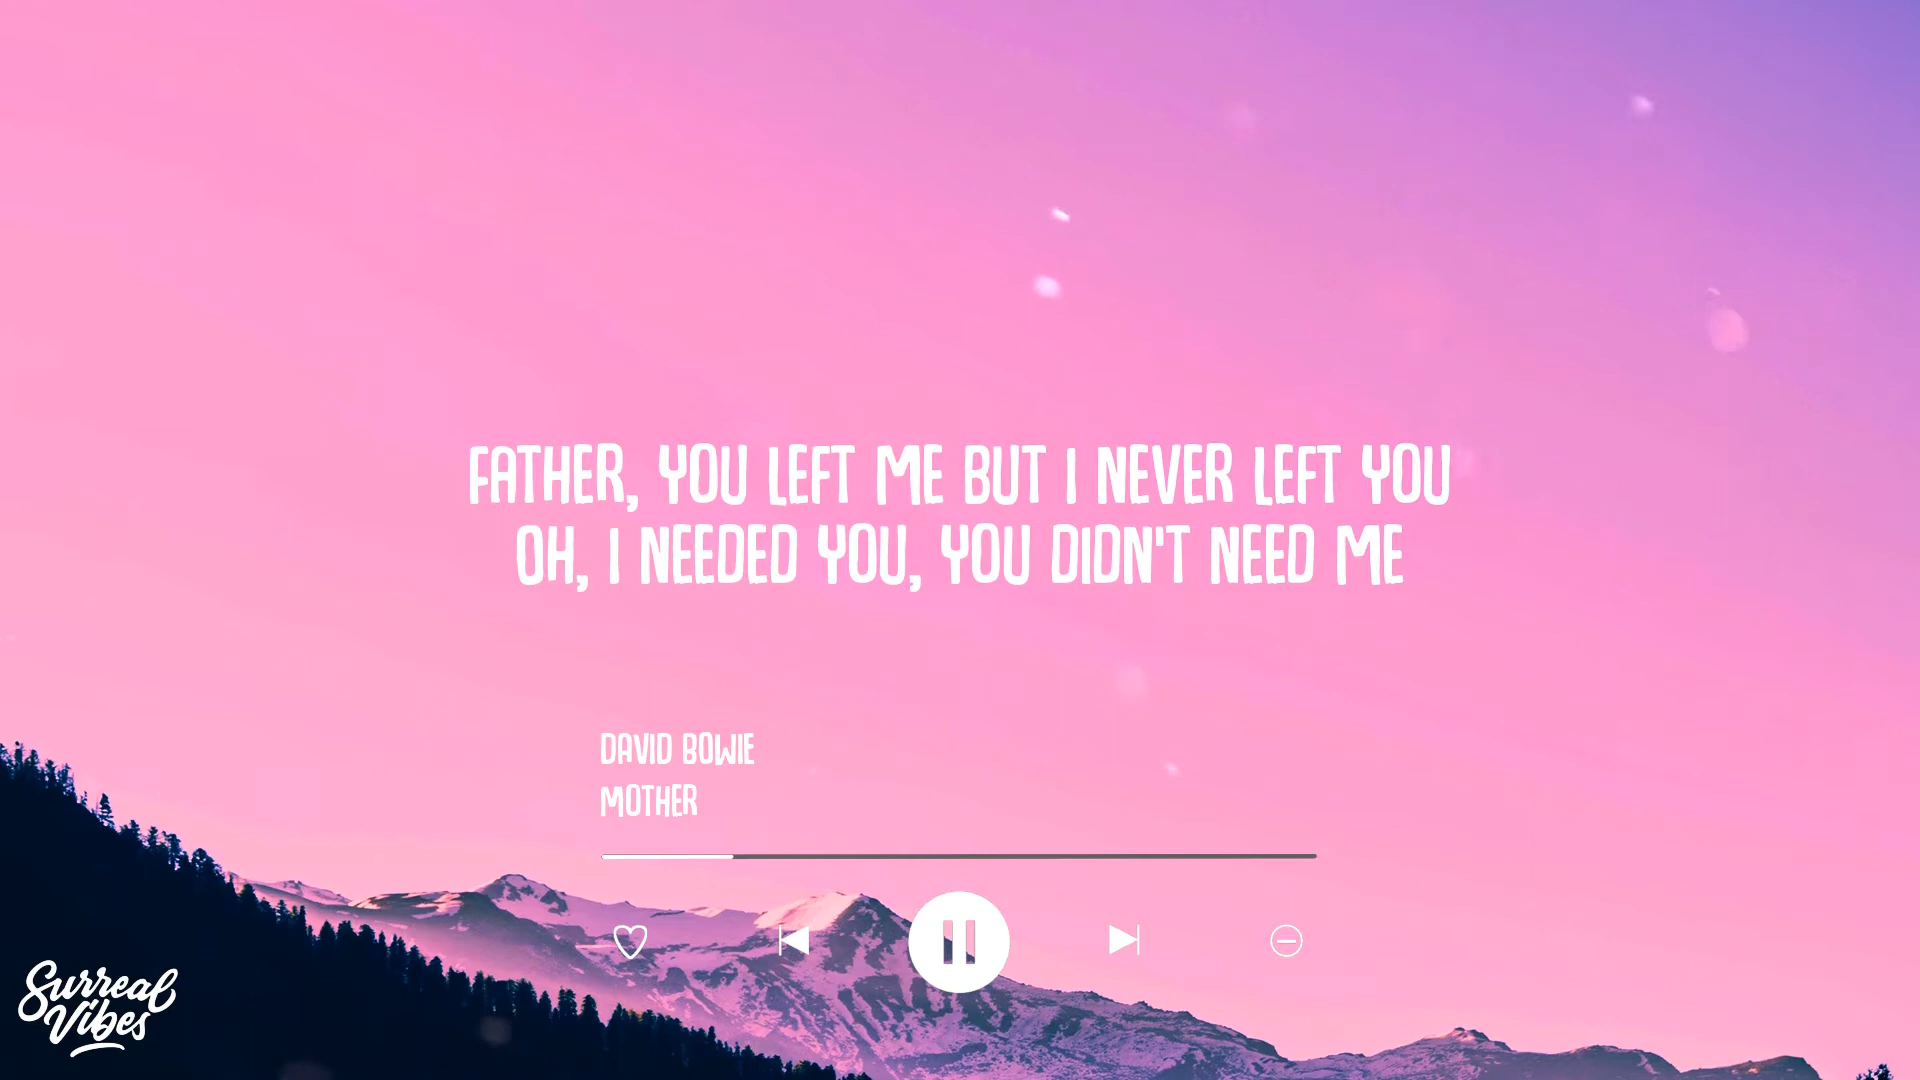 FATHER, YOU LEFT ME BUT I NEVER LEFT YOU
OH, I NEEDED YOU, YOU DIDN'T NEED ME
DAVID BOWIE
MOTHER
Surreal
Vibes